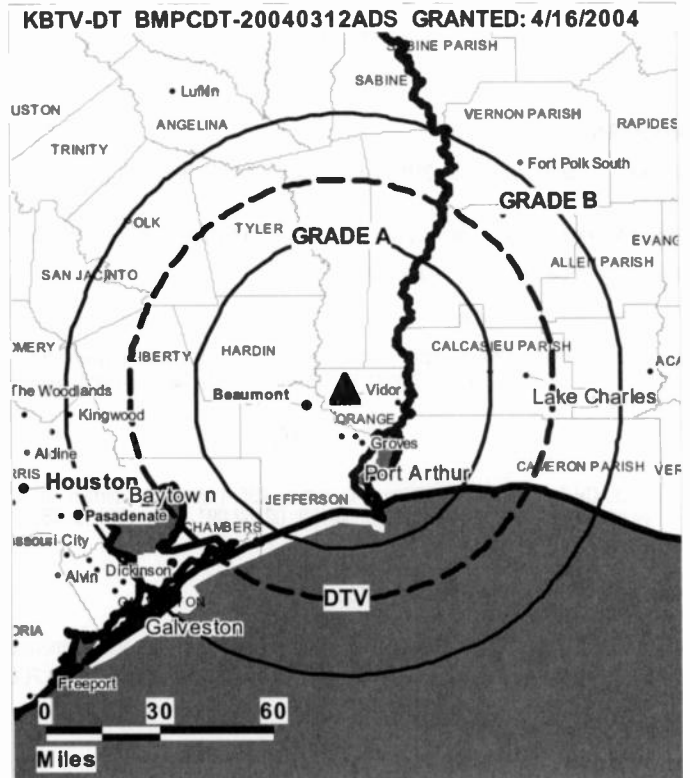 KBTV-DT BMPCDT-20040312ADS GRANTED: 4/16/2004
SABINE PARISH
SABINE
Lufkin
USTON
ANGELINA
VERNON PARISH
RAPIDES
TRINITY
Fort Polk South
GRADE B
OLK
TYLER
GRADE A
EVANG
ALLEN PARISH
SAN JACINTO
OMERY
LIBERTY
HARDIN
CALCASIEU PARISH
ACA
The Woodlands
Beaumont
Vidor
Lake Charles
Kingwood
ORANGE
Groves
Aldine
RRIS
Houston
Baytown
Port Arthur
CAMERON PARISH
VER
JEFFERSON
Pasadena
CHAMBERS
ssouri City
Alvin
Dickinson
DTV
ORIA
Galveston
Freeport
0 30 60
Miles